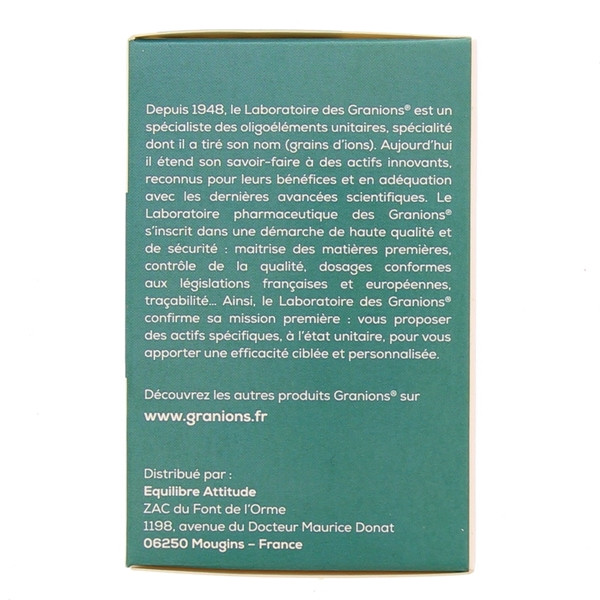 Depuis 1948, le Laboratoire des Granions® est un
spécialiste des oligoéléments unitaires, spécialité
dont il a tiré son nom (grains d'ions). Aujourd'hui
il étend son savoir-faire à des actifs innovants,
reconnus pour leurs bénéfices et en adéquation
avec les dernières avancées scientifiques. Le
Laboratoire pharmaceutique des Granions®
s'inscrit dans une démarche de haute qualité et
de sécurité : maitrise des matières premières,
contrôle de la qualité, dosages conformes
aux législations françaises et européennes,
traçabilité... Ainsi, le Laboratoire des Granions®
confirme sa mission première : vous proposer
des actifs spécifiques, à l'état unitaire, pour vous
apporter une efficacité ciblée et personnalisée.
Découvrez les autres produits Granions® sur
www.granions.fr
Distribué par :
Equilibre Attitude
ZAC du Font de l'Orme
1198, avenue du Docteur Maurice Donat
06250 Mougins – France